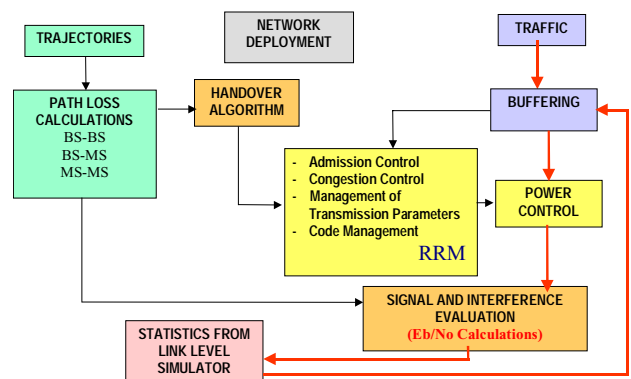 TRAJECTORIES
NETWORK
DEPLOYMENT
TRAFFIC
PATH LOSS
CALCULATIONS
BS-BS
BS-MS
MS-MS
HANDOVER
ALGORITHM
BUFFERING
- Admission Control
- Congestion Control
- Management of
Transmission Parameters
- Code Management
RRM
POWER
CONTROL
SIGNAL AND INTERFERENCE
EVALUATION
(Eb/No Calculations)
STATISTICS FROM
LINK LEVEL
SIMULATOR